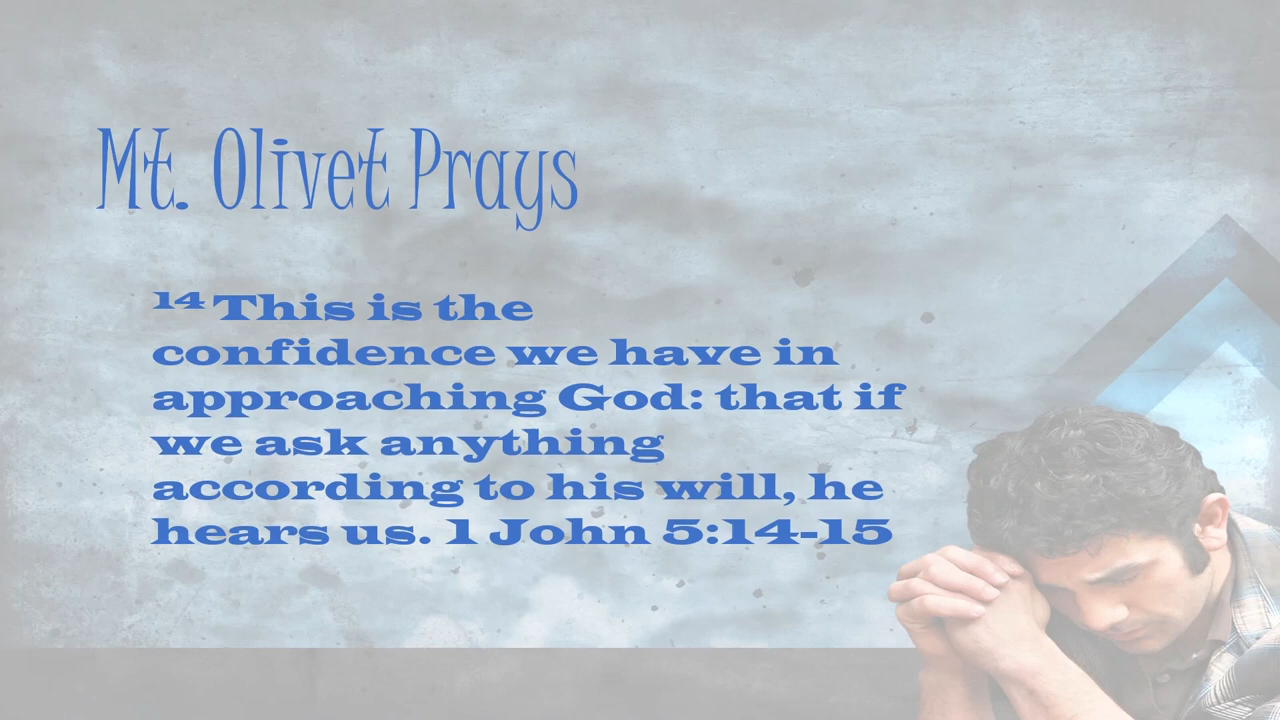 Mt. Olivet Prays
14 This is the
confidence we have in
approaching God: that if
we ask anything
according to his will, he
hears us. 1 John 5:14-15